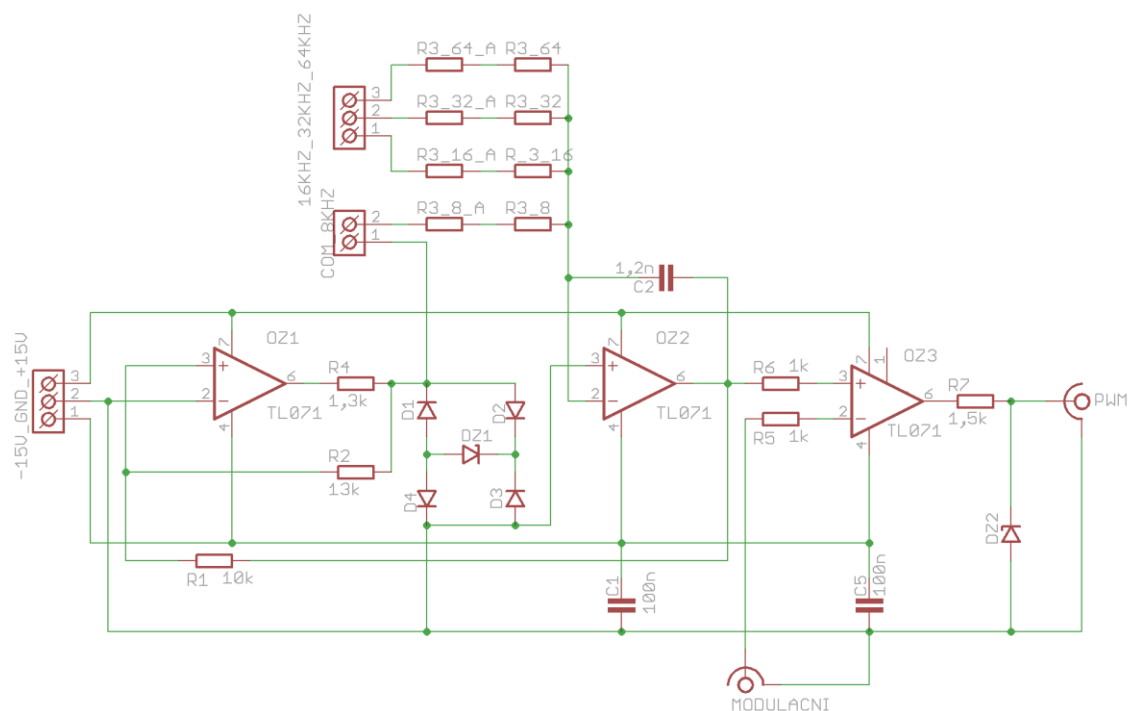 16KHZ_32KHZ_64KHZ
3
2
1
R3_64_A
R3_64
R3_32_A
R3_32
R3_16_A
R_3_16
COM_8KHZ
2
1
R3_8_A
R3_8
1,2n
C2
-15V_GND_+15V
3
2
1
OZ1
7
3
+
2
-
6
4
TL071
R4
1,3k
R2
13k
D1
D2
DZ1
D4
D3
OZ2
7
3
+
2
-
6
4
TL071
R6
1k
R5
1k
OZ3
7
1
3
+
2
-
6
4
TL071
R7
1,5k
PWM
DZ2
R1
10k
C1
100n
C5
100n
MODULACNI